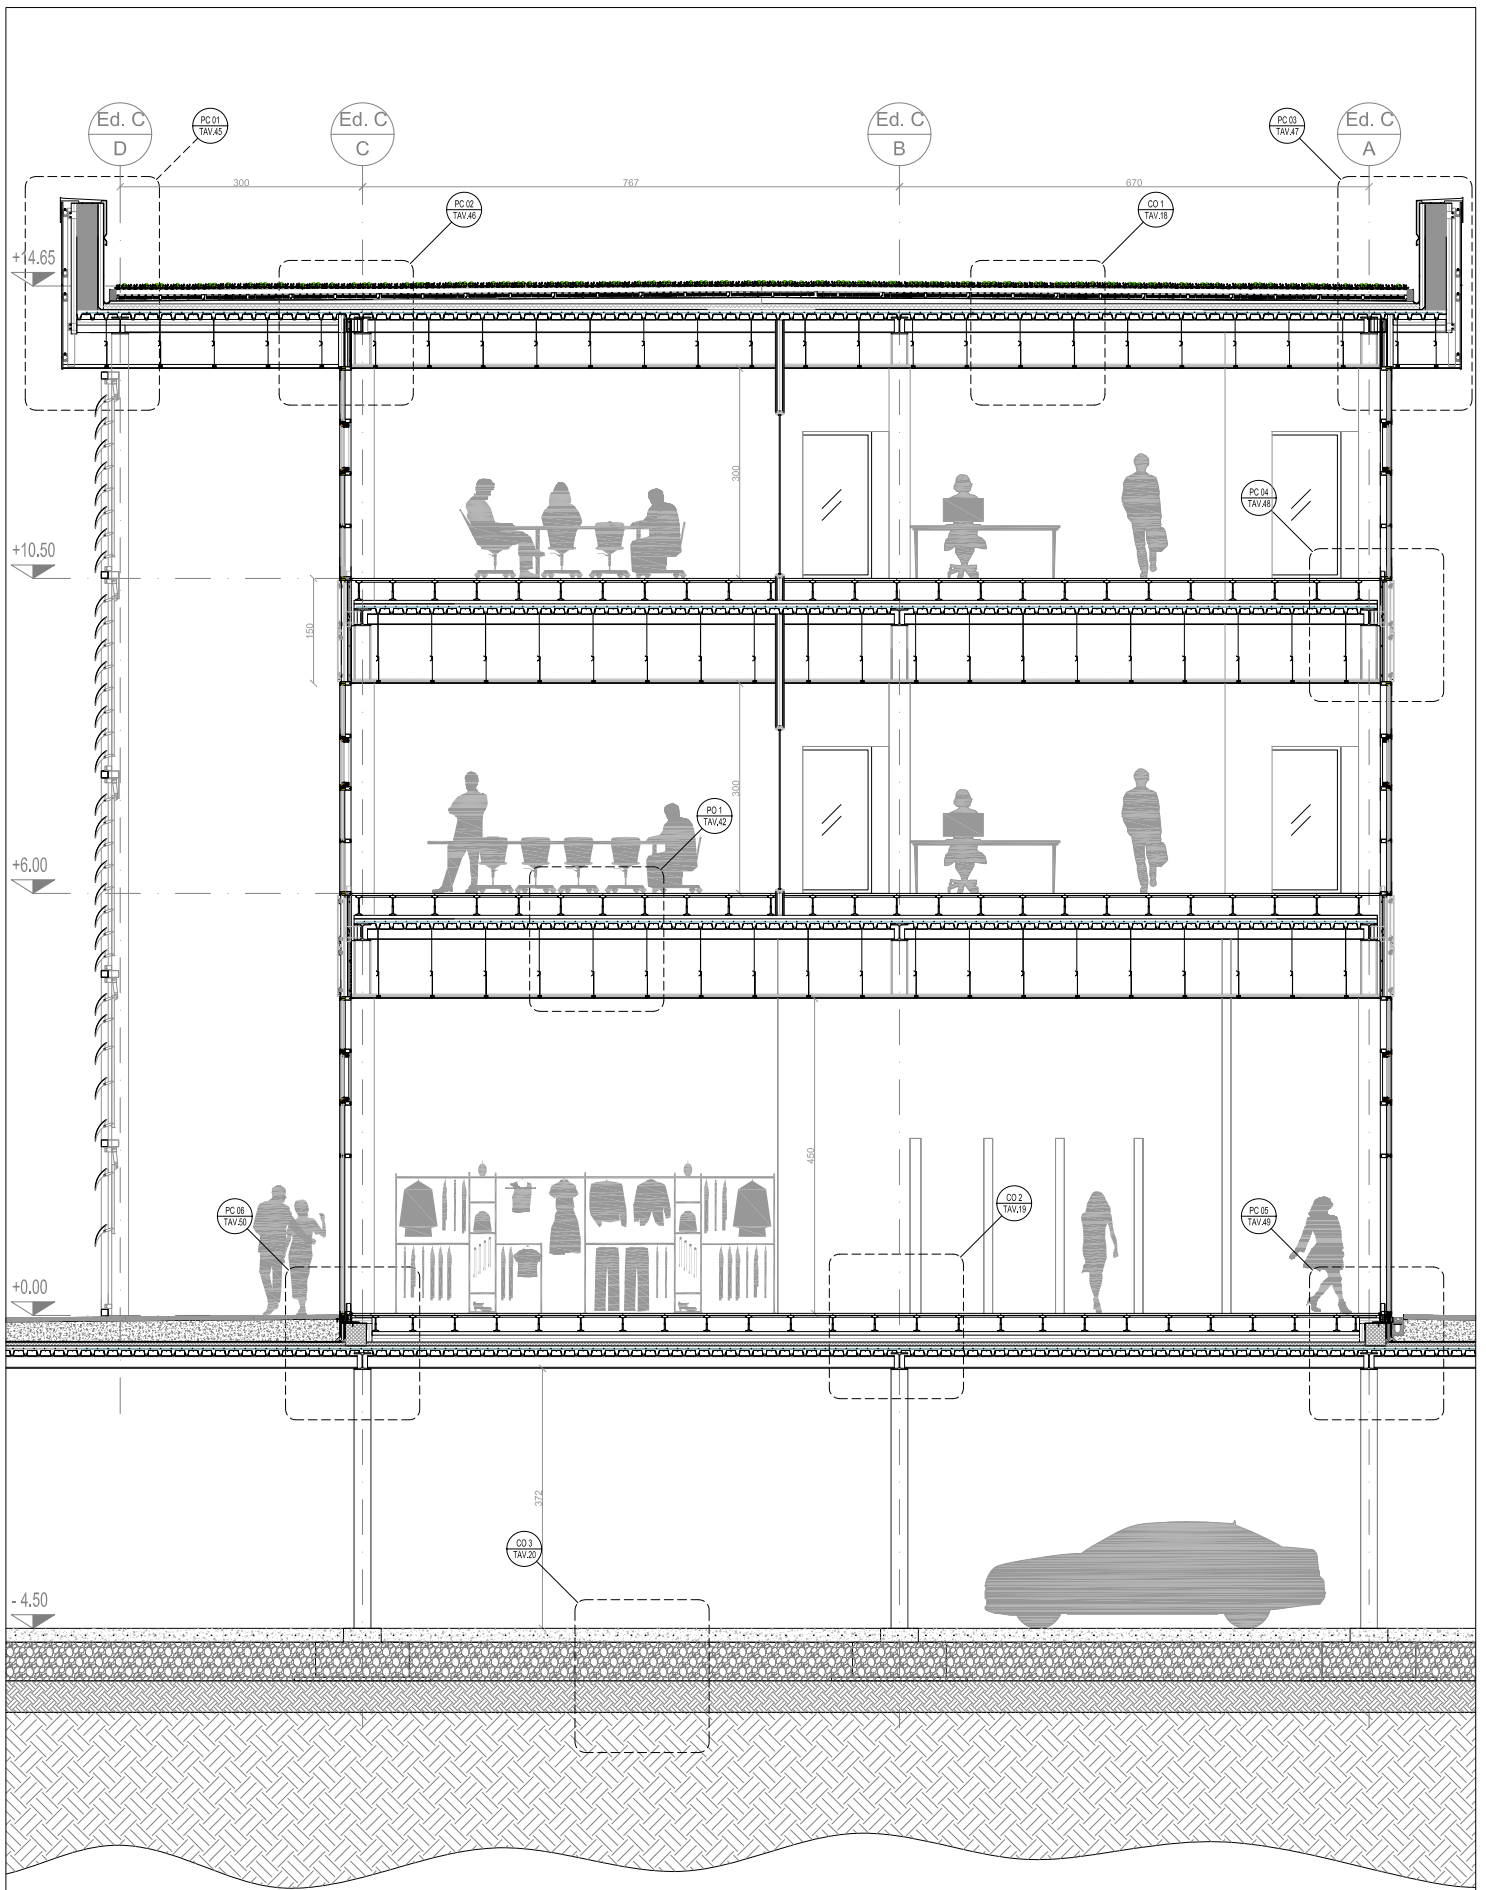 Ed. C
D
PC 01
TAV.45
Ed. C
C
Ed. C
B
PC 03
TAV.47
Ed. C
A
300
767
670
PC 02
TAV.46
CO 1
TAV.18
+14.65
300
PC 04
TAV.48
+10.50
150
300
PO 1
TAV.42
+6.00
450
PC 06
TAV.50
CO 2
TAV.19
PC 05
TAV.49
+0.00
372
CO 3
TAV.20
- 4.50